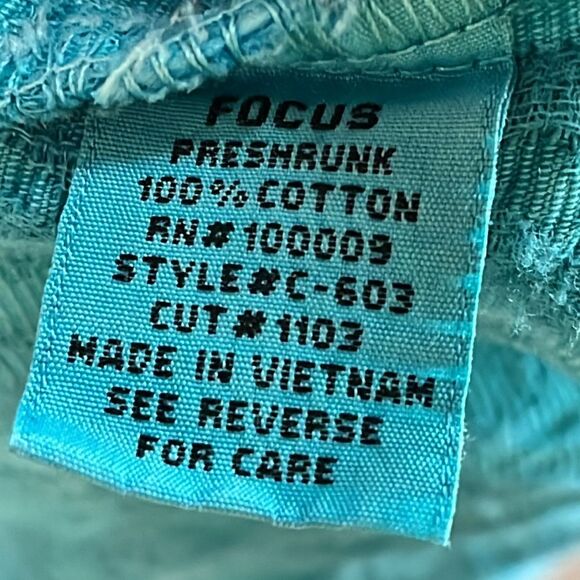 FOCUS
PRESHRUNK
100% COTTON
RN#100009
STYLE#C-603
CUT#1103
MADE IN VIETNAM
SEE REVERSE
FOR CARE